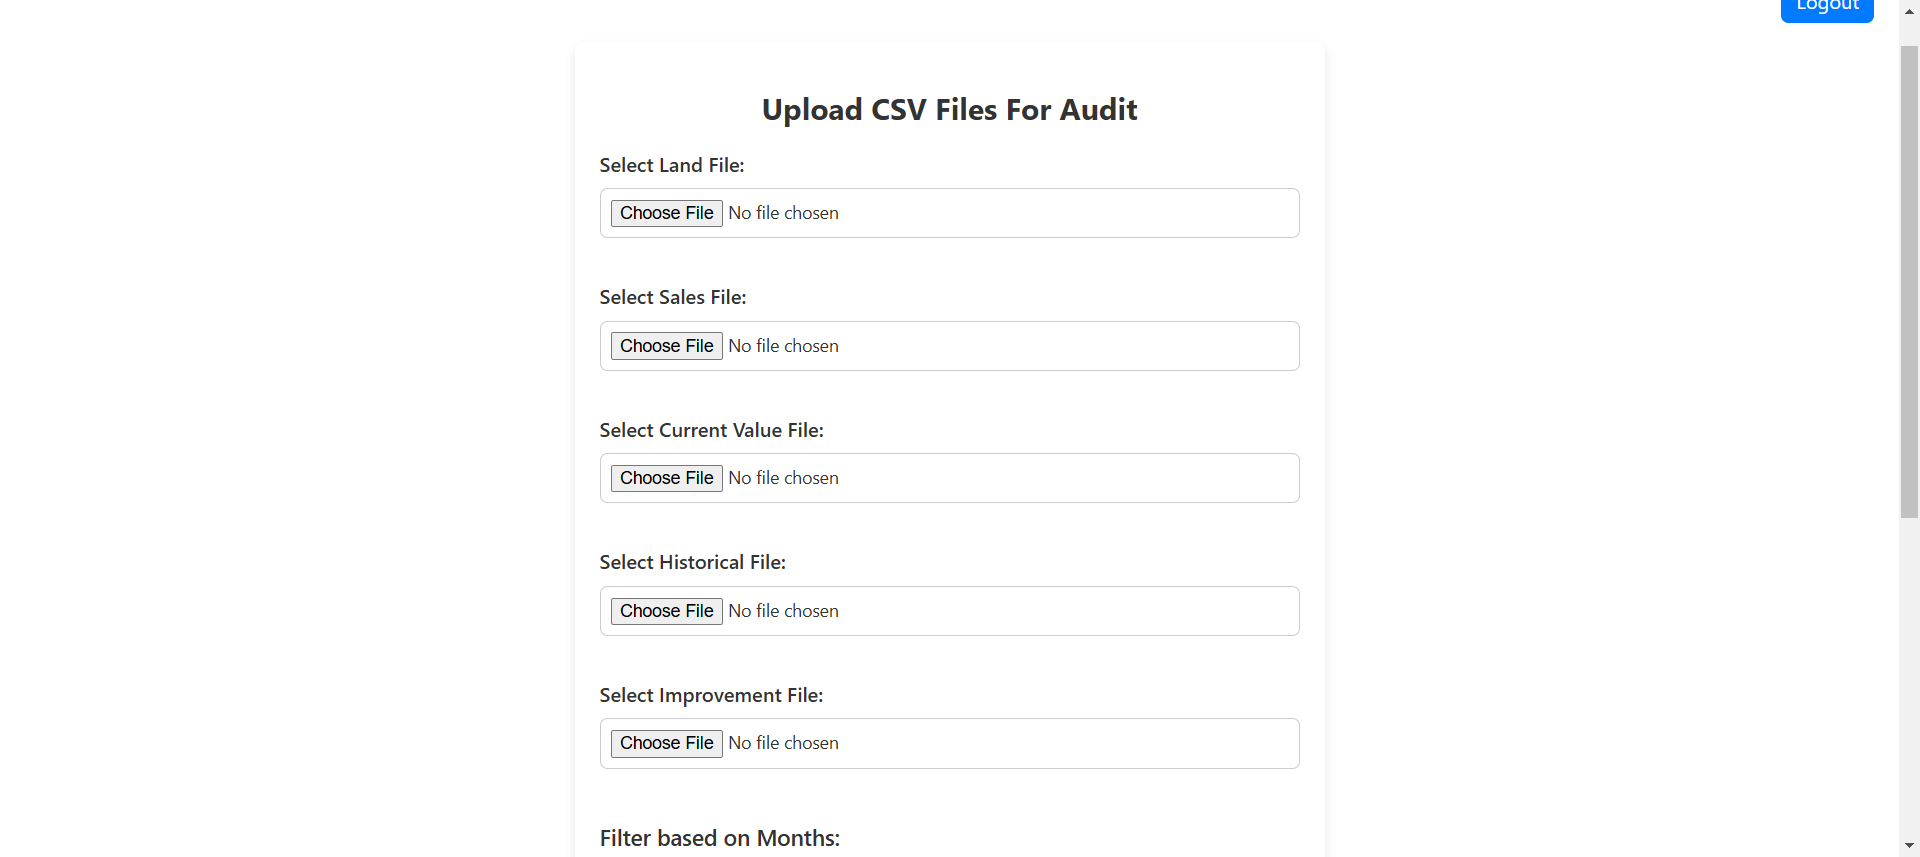 Logout
Upload CSV Files For Audit
Select Land File:
Choose File No file chosen
Select Sales File:
Choose File No file chosen
Select Current Value File:
Choose File No file chosen
Select Historical File:
Choose File No file chosen
Select Improvement File:
Choose File No file chosen
Filter based on Months: